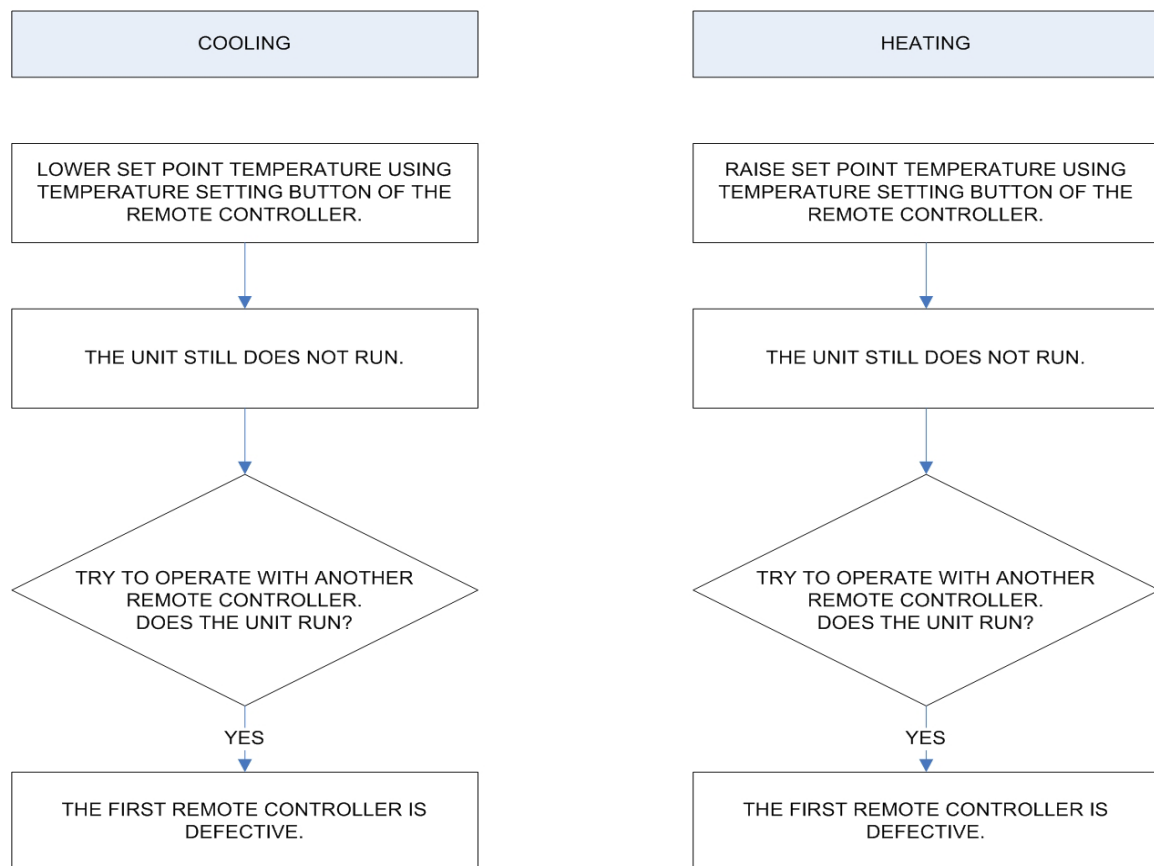 COOLING
LOWER SET POINT TEMPERATURE USING
TEMPERATURE SETTING BUTTON OF THE
REMOTE CONTROLLER.
THE UNIT STILL DOES NOT RUN.
TRY TO OPERATE WITH ANOTHER
REMOTE CONTROLLER.
DOES THE UNIT RUN?
YES
THE FIRST REMOTE CONTROLLER IS
DEFECTIVE.
HEATING
RAISE SET POINT TEMPERATURE USING
TEMPERATURE SETTING BUTTON OF THE
REMOTE CONTROLLER.
THE UNIT STILL DOES NOT RUN.
TRY TO OPERATE WITH ANOTHER
REMOTE CONTROLLER.
DOES THE UNIT RUN?
YES
THE FIRST REMOTE CONTROLLER IS
DEFECTIVE.